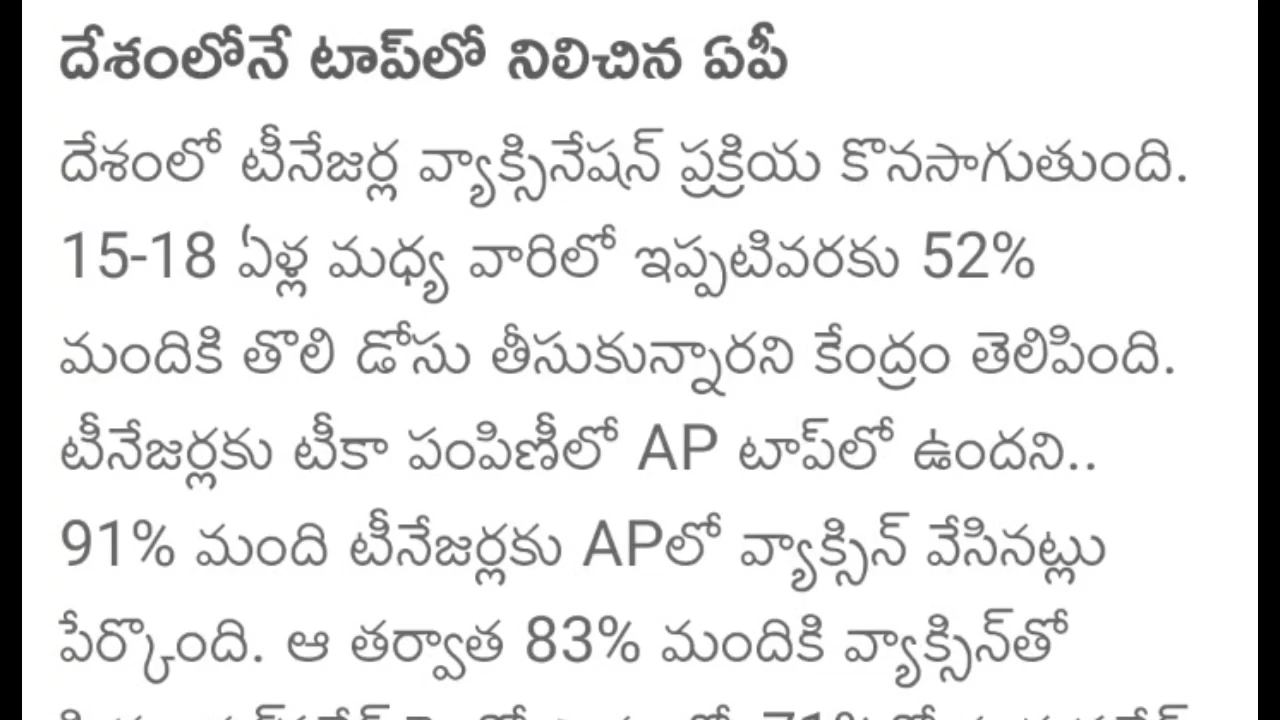 దేశంలోనే టాప్‌లో నిలిచిన ఏపీ
దేశంలో టీనేజర్ల వ్యాక్సినేషన్ ప్రక్రియ కొనసాగుతుంది.
15-18 ఏళ్ల మధ్య వారిలో ఇప్పటివరకు 52%
మందికి తొలి డోసు తీసుకున్నారని కేంద్రం తెలిపింది.
టీనేజర్లకు టీకా పంపిణీలో AP టాప్‌లో ఉందని..
91% మంది టీనేజర్లకు APలో వ్యాక్సిన్ వేసినట్లు
పేర్కొంది. ఆ తర్వాత 83% మందికి వ్యాక్సిన్‌తో